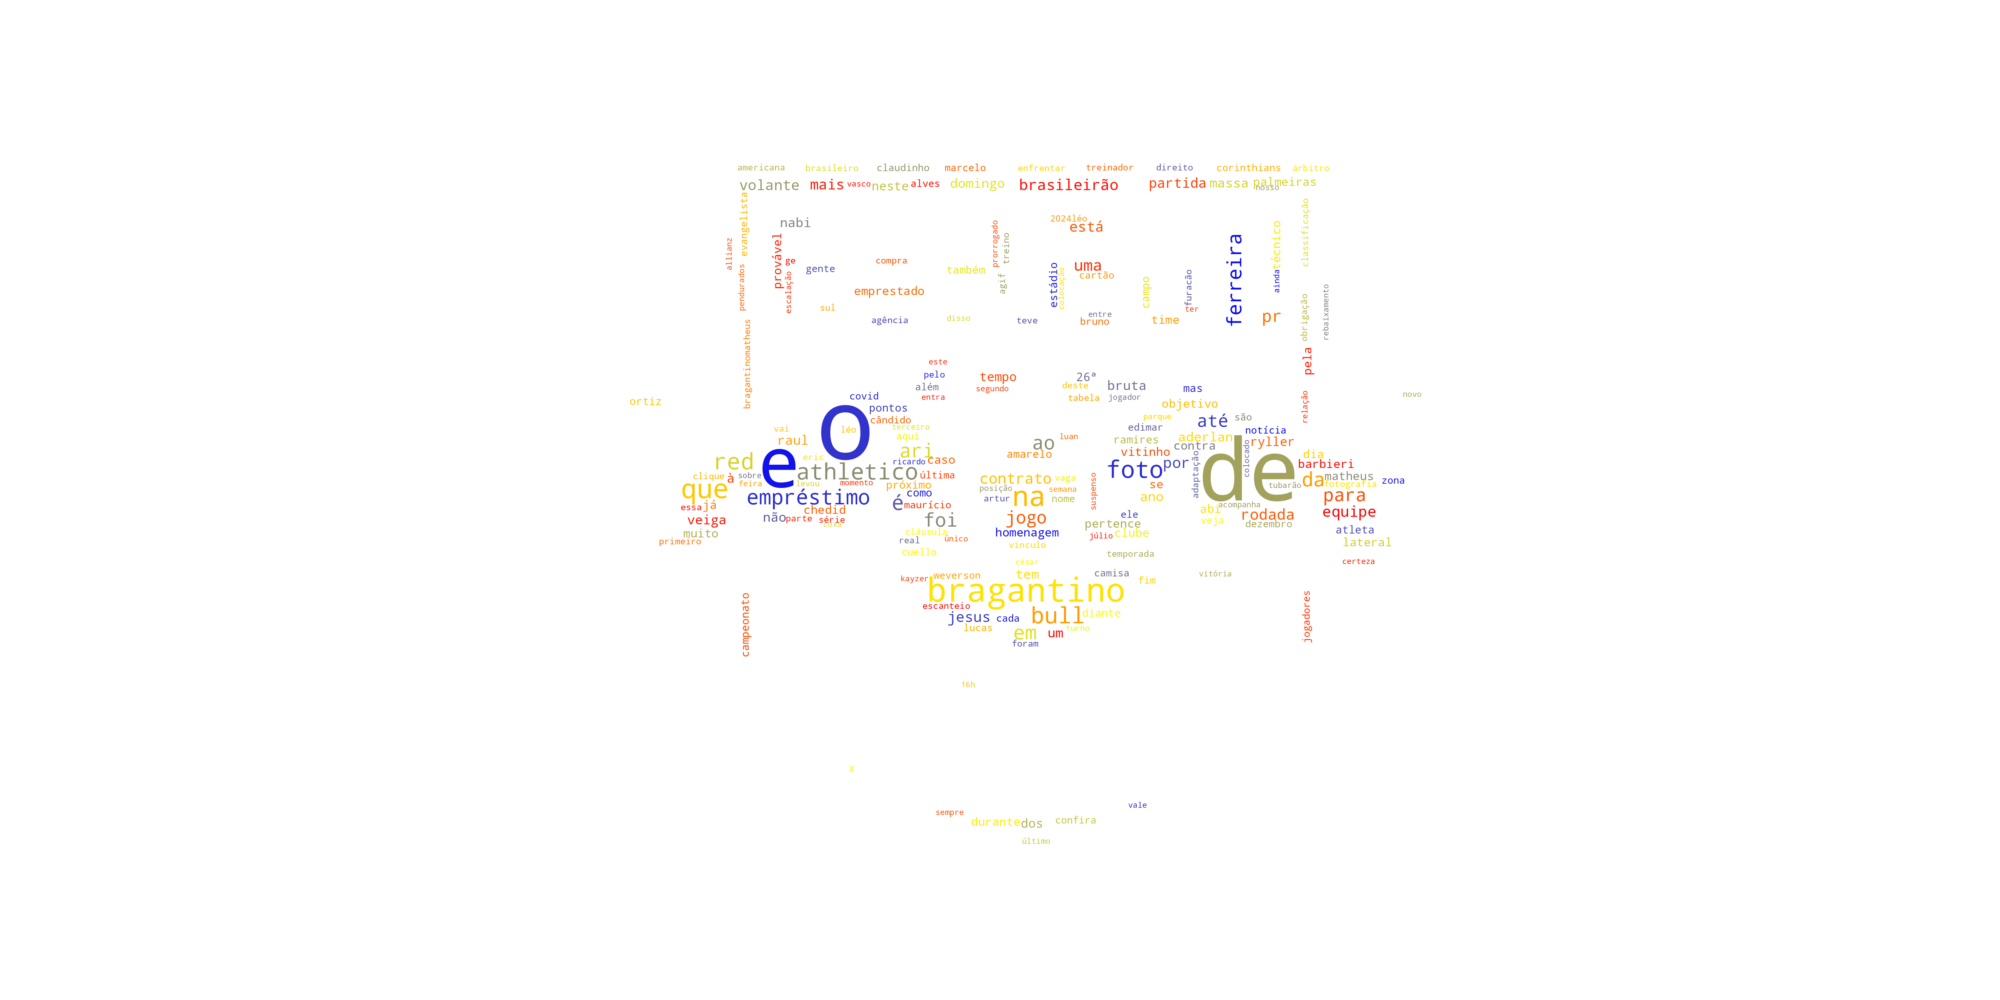 americana brasileiro claudinho marcelo enfrentar treinador direito corinthians árbitro
volante mais vasco neste alves domingo brasileirão partida massa palmeiras
nosso
evangelista
classificação
nabi
2024léo
está
ferreira
técnico
prorrogado
treino
allianz
provável
ge
gente
compra
também
uma
cartão
estádio
colocação
furacão
ainda
pendurados
escalação
emprestado
agif
campo
rebaixamento
obrigação
sul
ter
agência
disso
teve
entre
bruno
time
pr
bragantinomatheus
pela
este
pelo
tempo
26ª
além
segundo
deste
bruta
mas
entra
tabela
jogador
novo
ortiz
covid
pontos
objetivo
relação
o
cândido
parque
até
são
vai
léo
terceiro
edimar
notícia
raul
aqui
luan
ramires
aderlan
ryller
ao
ari
contra
vitinho
amarelo
dia
eric
red
e
ricardo
caso
foto
por
colocado
de
barbieri
athletico
última
clique
à
sobre
contrato
vaga
adaptação
da
matheus
zona
feira
levou
momento
próximo
se
tubarão
fotografia
que
posição
semana
suspenso
empréstimo
como
artur
na
nome
ano
para
é
maurício
essa
já
chedid
abi
acompanha
equipe
ele
rodada
veiga
não
parte
série
foi
jogo
pertence
veja
dezembro
muito
cláusula
homenagem
clube
atleta
primeiro
real
único
júlio
lateral
vínculo
cuello
temporada
césar
certeza
kayzer
weverson
tem
camisa
vitória
fim
bragantino
escanteio
campeonato
jesus
cada
bull
diante
jogadores
lucas
em
um
turno
foram
16h
x
vale
sempre
durante
dos
confira
último